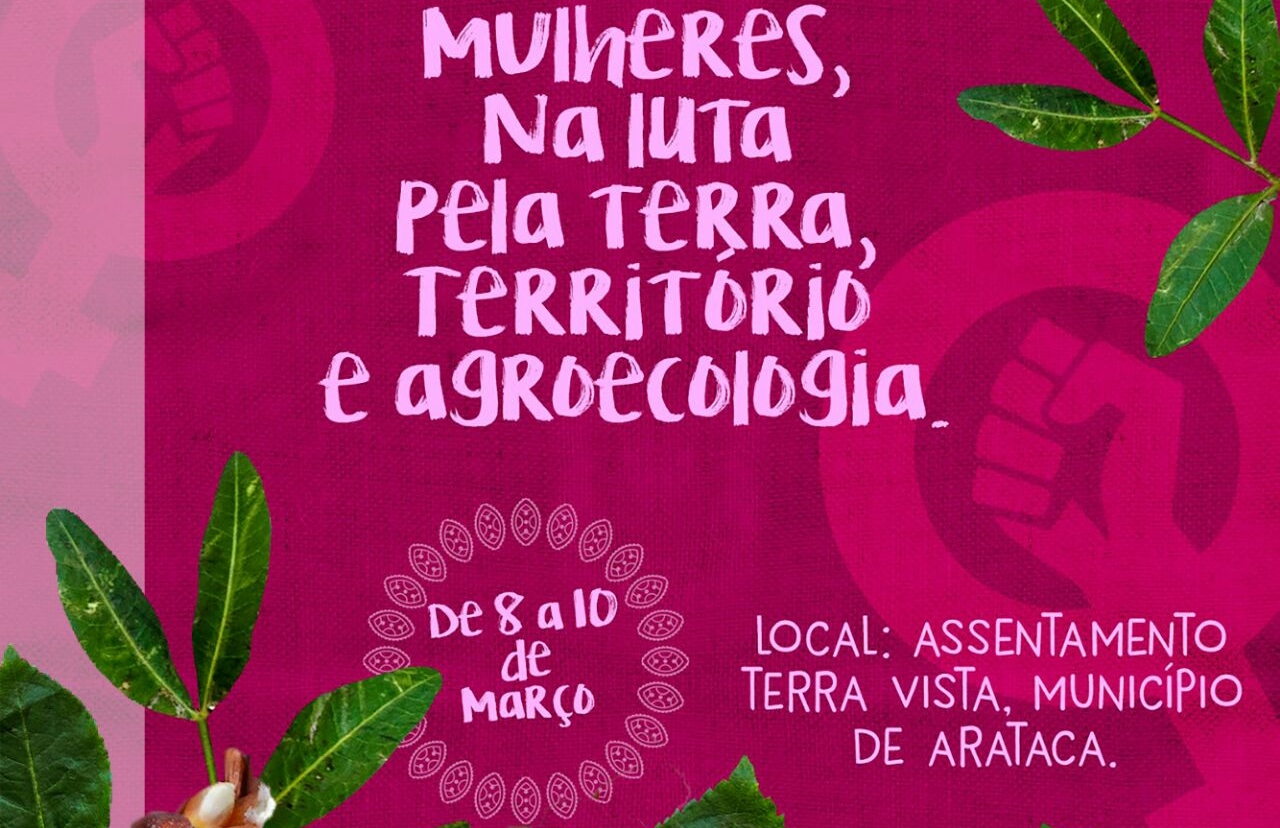 Mulheres,
Na luta
pela Terra,
Território
e agroecologia.
De 8 a 10
de
Março
LOCAL: ASSENTAMENTO
TERRA VISTA, MUNICÍPIO
DE ARATACA.